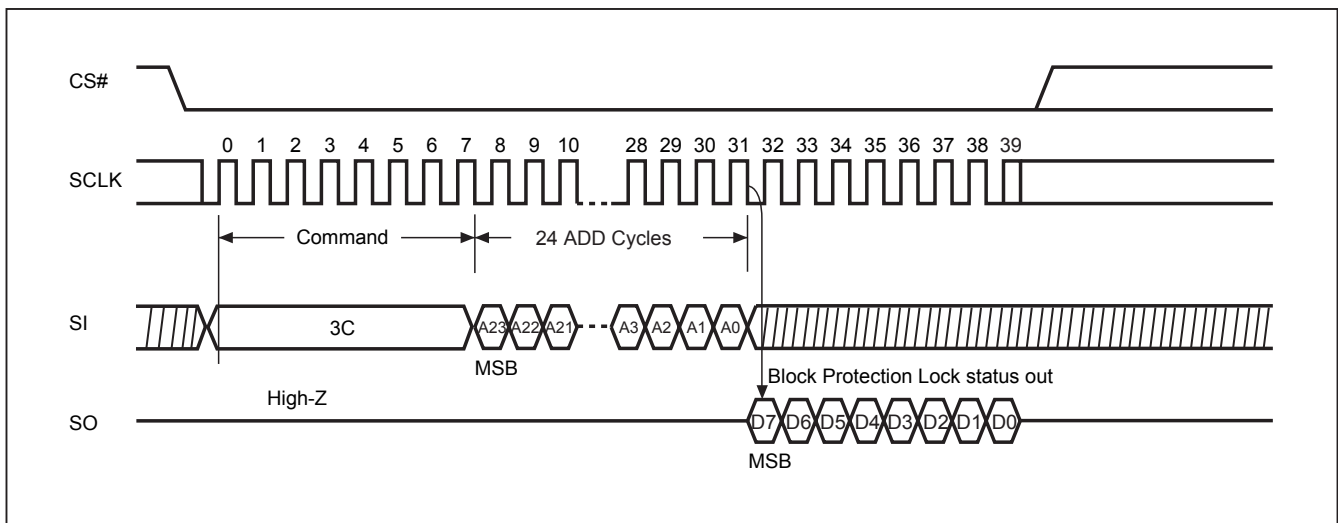 CS#
0 1 2 3 4 5 6 7 8 9 10 28 29 30 31 32 33 34 35 36 37 38 39
SCLK
Command 24 ADD Cycles
SI 3C A23 A22 A21 A3 A2 A1 A0
MSB
Block Protection Lock status out
High-Z
SO D7 D6 D5 D4 D3 D2 D1 D0
MSB